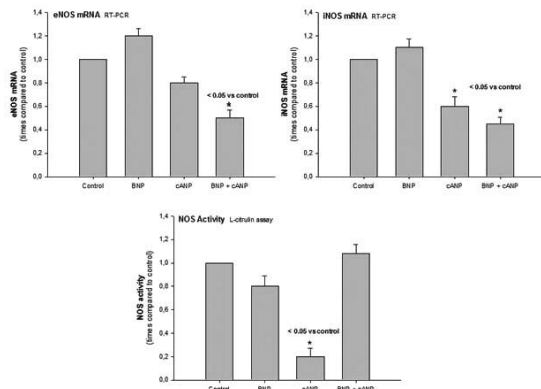 eNOS mRNA RT-PCR
1,4
1,2
1,0
0,8
0,6
0,4
0,2
0,0
eNOS mRNA
(times compared to control)
< 0.05 vs control
*
Control BNP cANP BNP + cANP
iNOS mRNA RT-PCR
1,4
1,2
1,0
0,8
0,6
0,4
0,2
0,0
iNOS mRNA
(times compared to control)
< 0.05 vs control
*
*
Control BNP cANP BNP + cANP
NOS Activity L-citrulin assay
1,4
1,2
1,0
0,8
0,6
0,4
0,2
0,0
NOS activity
(times compared to control)
< 0.05 vs control
*
Control BNP cANP BNP + cANP